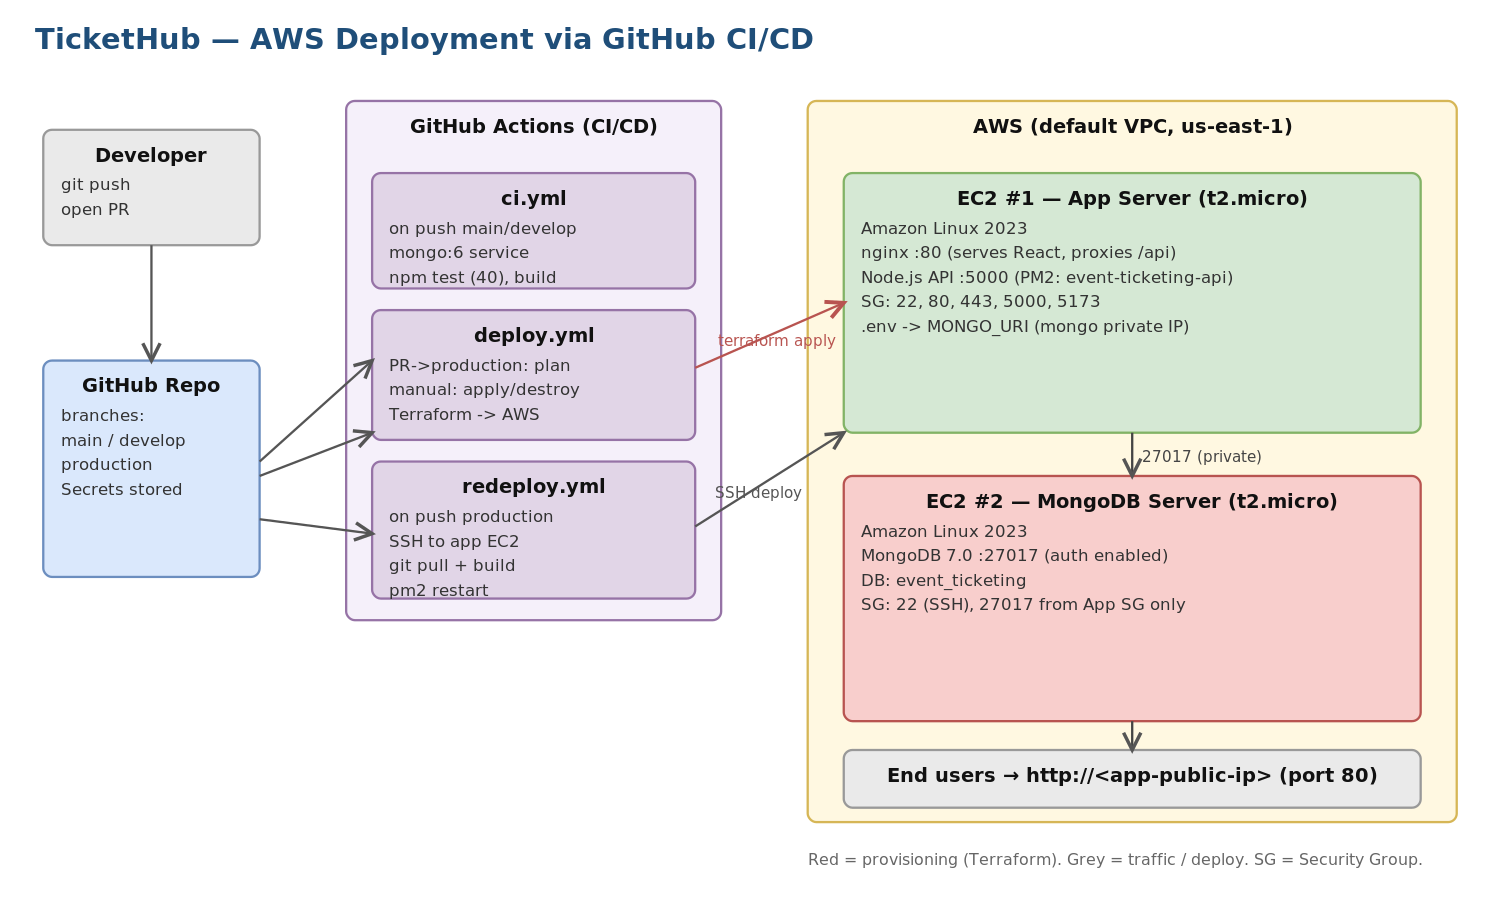 TicketHub — AWS Deployment via GitHub CI/CD
Developer
git push
open PR
GitHub Repo
branches:
main / develop
production
Secrets stored
GitHub Actions (CI/CD)
ci.yml
on push main/develop
mongo:6 service
npm test (40), build
deploy.yml
PR->production: plan
manual: apply/destroy
Terraform -> AWS
redeploy.yml
on push production
SSH to app EC2
git pull + build
pm2 restart
terraform apply
SSH deploy
AWS (default VPC, us-east-1)
EC2 #1 — App Server (t2.micro)
Amazon Linux 2023
nginx :80 (serves React, proxies /api)
Node.js API :5000 (PM2: event-ticketing-api)
SG: 22, 80, 443, 5000, 5173
.env -> MONGO_URI (mongo private IP)
27017 (private)
EC2 #2 — MongoDB Server (t2.micro)
Amazon Linux 2023
MongoDB 7.0 :27017 (auth enabled)
DB: event_ticketing
SG: 22 (SSH), 27017 from App SG only
End users → http://<app-public-ip> (port 80)
Red = provisioning (Terraform). Grey = traffic / deploy. SG = Security Group.